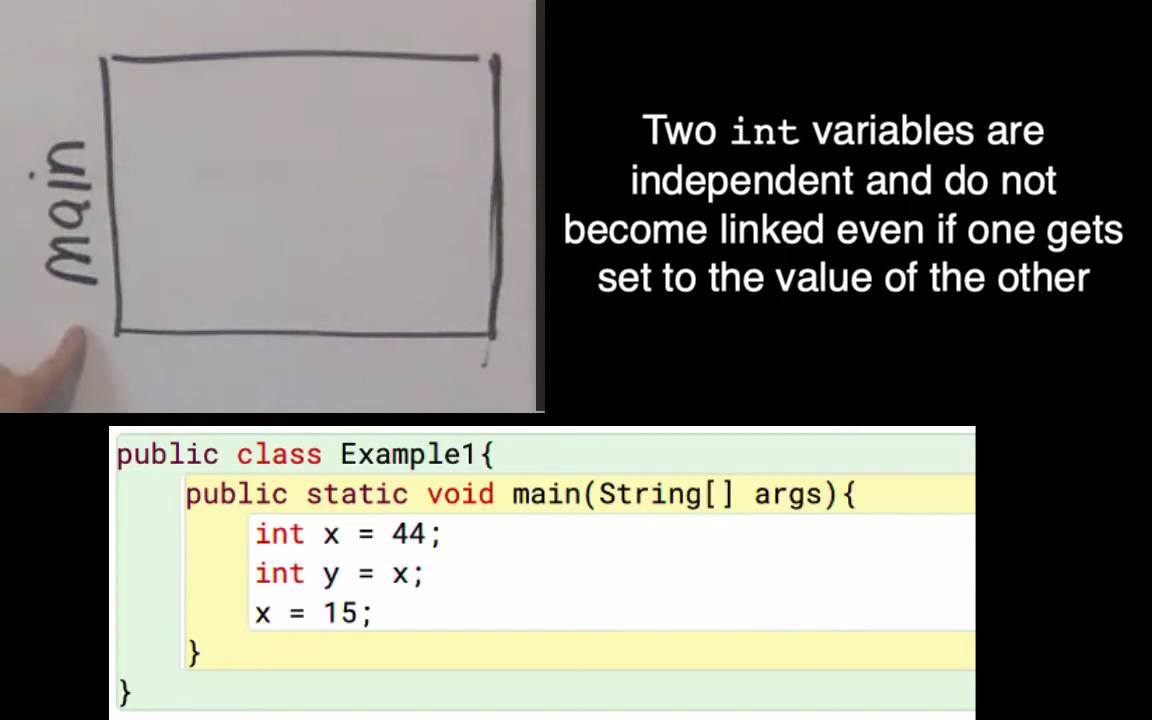 main
Two int variables are
independent and do not
become linked even if one gets
set to the value of the other
public class Example1{
public static void main(String[] args){
int x = 44;
int y = x;
x = 15;
}
}